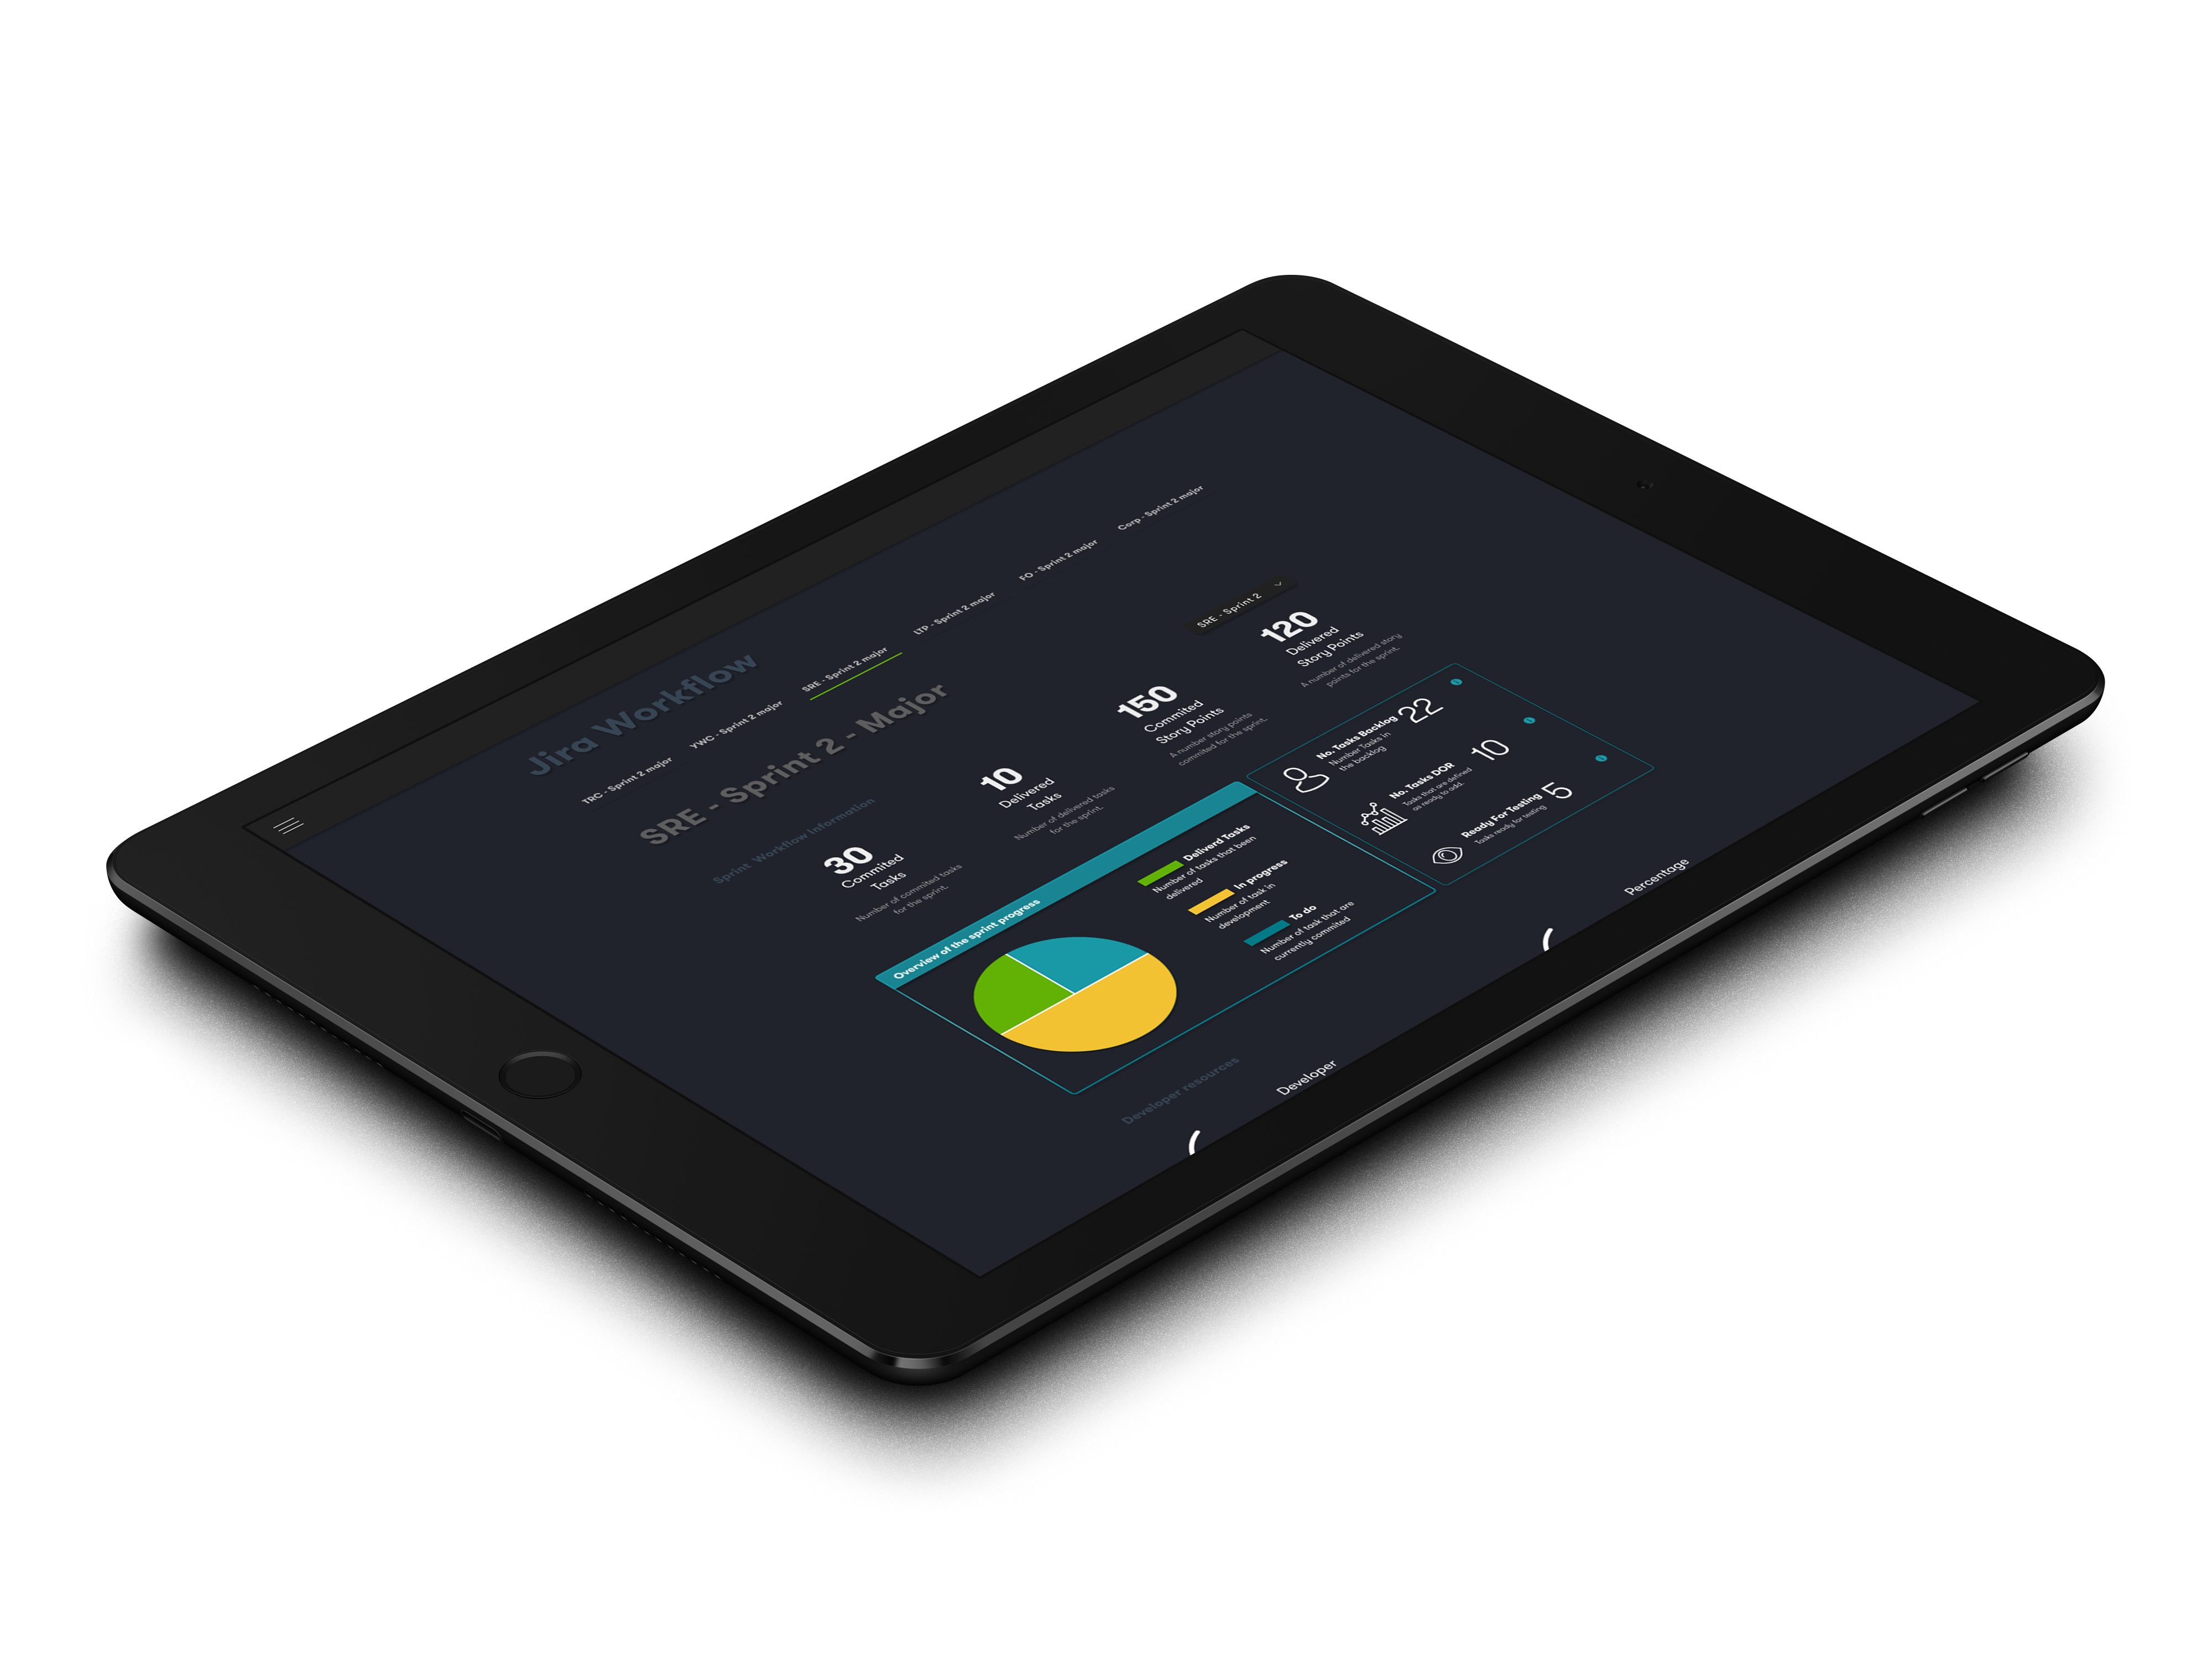 Jira Workflow
TRC - Sprint 2 major
YWC - Sprint 2 major
SRE - Sprint 2 major
LTP - Sprint 2 major
FO - Sprint 2 major
Corp - Sprint 2 major
SRE - Sprint 2 - Major
SRE - Sprint 2
Sprint Workflow Information
30
Commited
Tasks
Number of commited tasks
for the sprint.
10
Delivered
Tasks
Number of delivered tasks
for the sprint.
150
Commited
Story Points
A number story points
commited for the sprint.
120
Delivered
Story Points
A number of delivered story
points for the sprint.
Overview of the sprint progress
Deliverd Tasks
Number of tasks that been
delivered
In progress
Number of task in
development
To do
Number of task that are
currently commited
No. Tasks Backlog
Number Tasks in
the backlog
22
No. Tasks DOR
Tasks that are defined
as ready to add.
10
Ready For Testing
Tasks ready for testing
5
Developer resources
Developer
Percentage